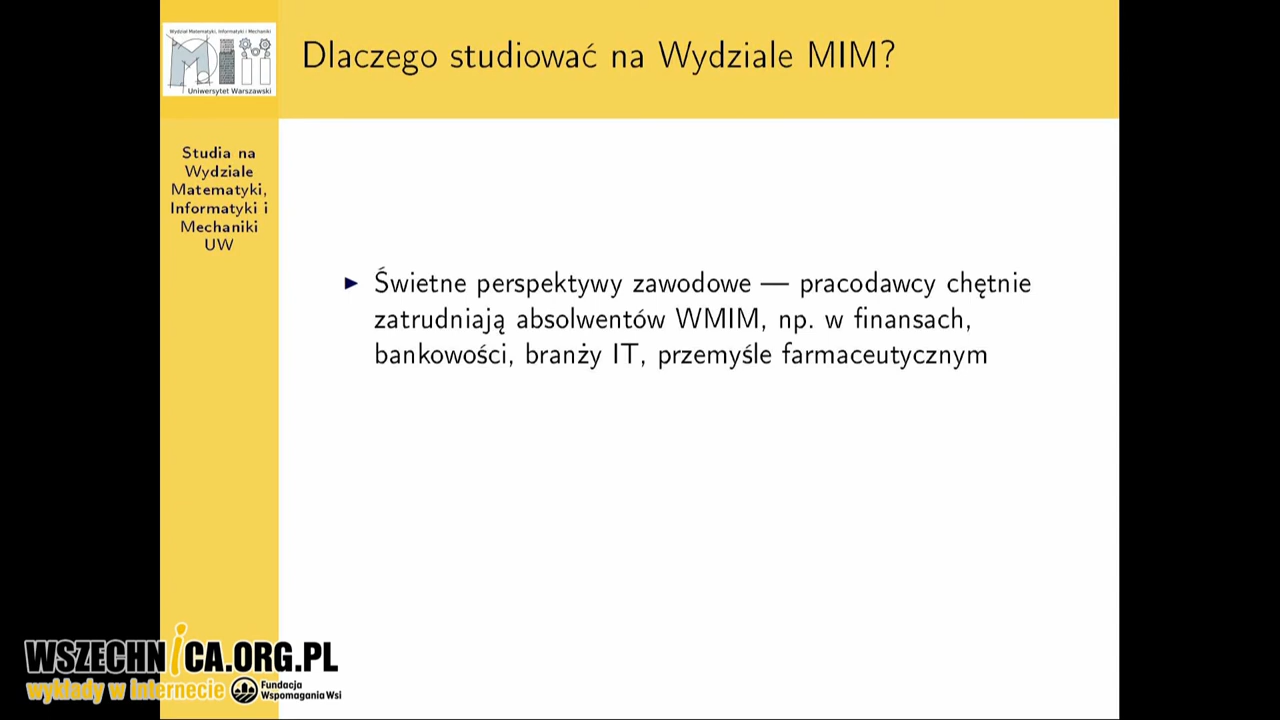 Wydział Matematyki, Informatyki i Mechaniki
Uniwersytet Warszawski
Dlaczego studiować na Wydziale MIM?
Studia na
Wydziale
Matematyki,
Informatyki i
Mechaniki
UW
Świetne perspektywy zawodowe — pracodawcy chętnie
zatrudniają absolwentów WMIM, np. w finansach,
bankowości, branży IT, przemyśle farmaceutycznym
WSZECHNiCA.ORG.PL
wykłady w internecie
Fundacja
Wspomagania Wsi